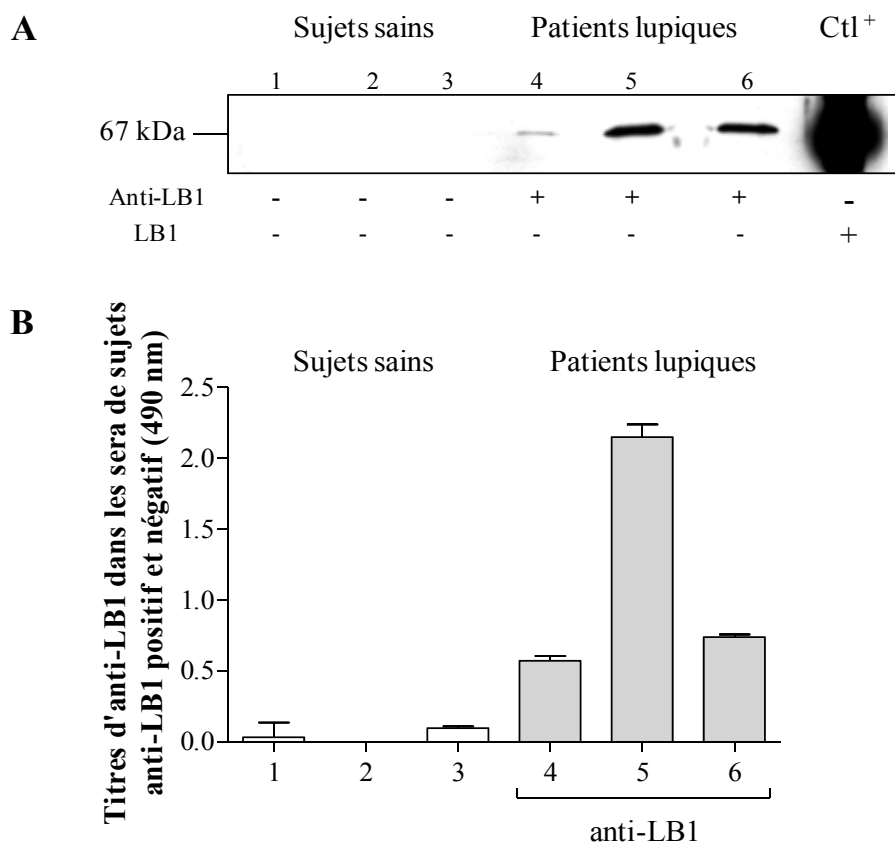 A
Sujets sains Patients lupiques Ctl +
1 2 3 4 5 6
67 kDa
Anti-LB1 - - - + + + -
LB1 - - - - - - +
B
Titres d'anti-LB1 dans les sera de sujets
anti-LB1 positif et négatif (490 nm)
Sujets sains Patients lupiques
2.5
2.0
1.5
1.0
0.5
0.0
1 2 3 4 5 6
anti-LB1